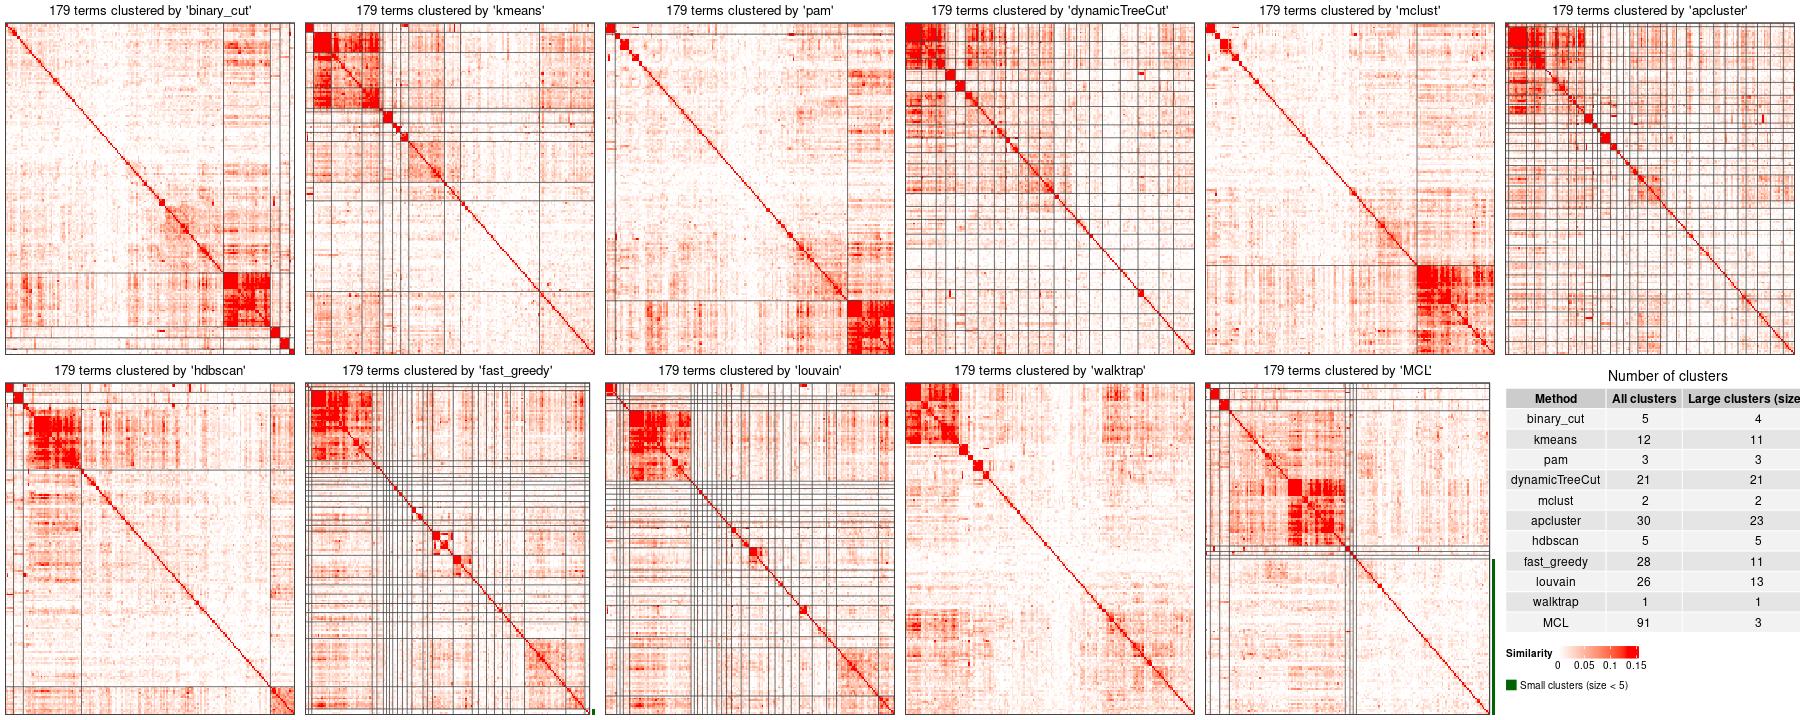 179 terms clustered by 'binary_cut'
179 terms clustered by 'kmeans'
179 terms clustered by 'pam'
179 terms clustered by 'dynamicTreeCut'
179 terms clustered by 'mclust'
179 terms clustered by 'apcluster'
179 terms clustered by 'hdbscan'
179 terms clustered by 'fast_greedy'
179 terms clustered by 'louvain'
179 terms clustered by 'walktrap'
179 terms clustered by 'MCL'
Number of clusters
Method All clusters Large clusters (size
binary_cut 5 4
kmeans 12 11
pam 3 3
dynamicTreeCut 21 21
mclust 2 2
apcluster 30 23
hdbscan 5 5
fast_greedy 28 11
louvain 26 13
walktrap 1 1
MCL 91 3
Similarity
0 0.05 0.1 0.15
Small clusters (size < 5)